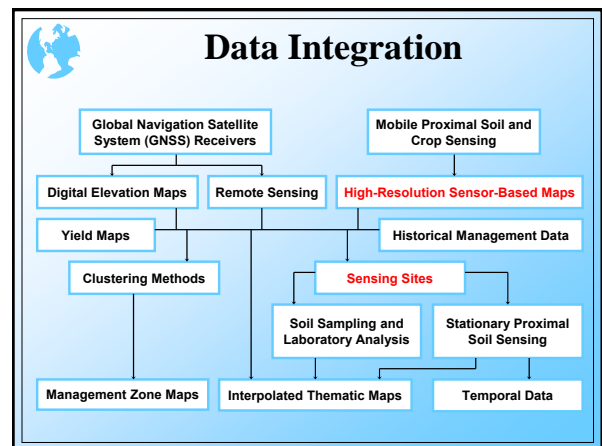 Data Integration
Global Navigation Satellite
System (GNSS) Receivers
Mobile Proximal Soil and
Crop Sensing
Digital Elevation Maps
Remote Sensing
High-Resolution Sensor-Based Maps
Yield Maps
Historical Management Data
Clustering Methods
Sensing Sites
Soil Sampling and
Laboratory Analysis
Stationary Proximal
Soil Sensing
Management Zone Maps
Interpolated Thematic Maps
Temporal Data